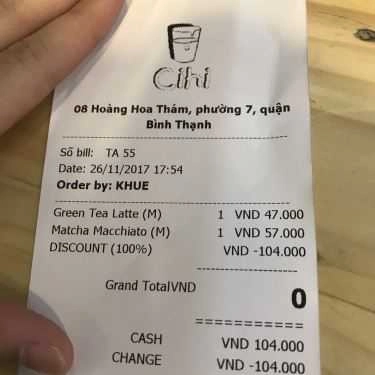 Cihi
08 Hoàng Hoa Thám, phường 7, quận
Bình Thạnh
Số bill: TA 55
Date: 26/11/2017 17:54
Order by: KHUE
Green Tea Latte (M) 1 VND 47.000
Matcha Macchiato (M) 1 VND 57.000
DISCOUNT (100%) VND -104.000
Grand TotalVND 0
CASH VND 104.000
CHANGE VND -104.000